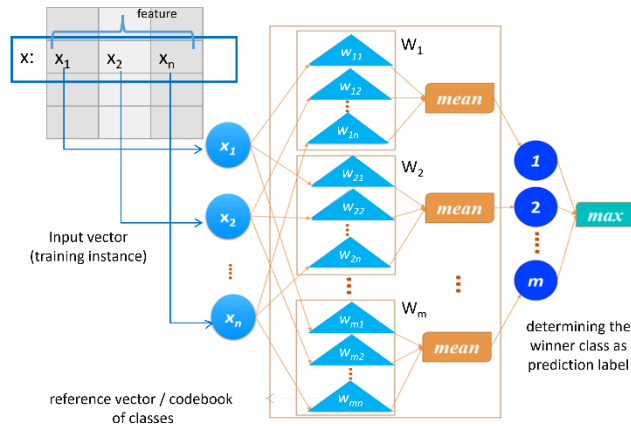 feature
x: x1 x2 xn
x1
x2
xn
Input vector
(training instance)
W1
w11
w12
w1n
mean
W2
w21
w22
w2n
mean
Wm
wm1
wm2
wmn
mean
1
2
m
max
determining the
winner class as
prediction label
reference vector / codebook
of classes